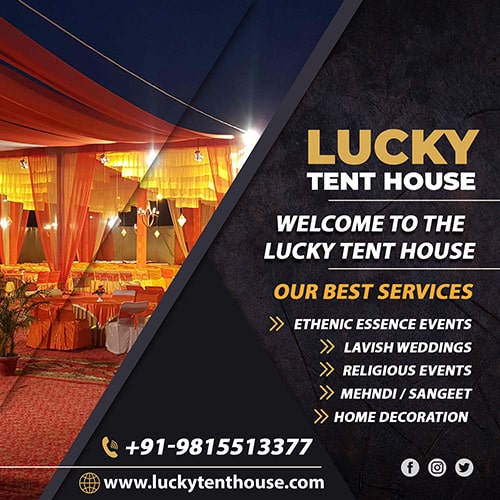 LUCKY
TENT HOUSE
WELCOME TO THE
LUCKY TENT HOUSE
OUR BEST SERVICES
ETHENIC ESSENCE EVENTS
LAVISH WEDDINGS
RELIGIOUS EVENTS
MEHNDI / SANGEET
HOME DECORATION
+91-9815513377
www.luckytenthouse.com